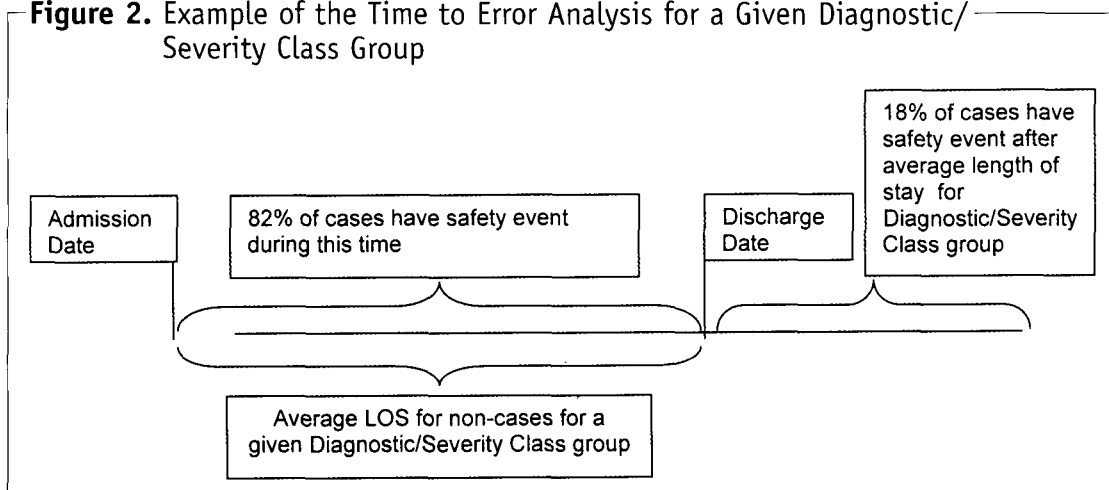 Figure 2. Example of the Time to Error Analysis for a Given Diagnostic/
Severity Class Group
Admission
Date
82% of cases have safety event
during this time
Discharge
Date
18% of cases have
safety event after
average length of
stay for
Diagnostic/Severity
Class group
Average LOS for non-cases for a
given Diagnostic/Severity Class group